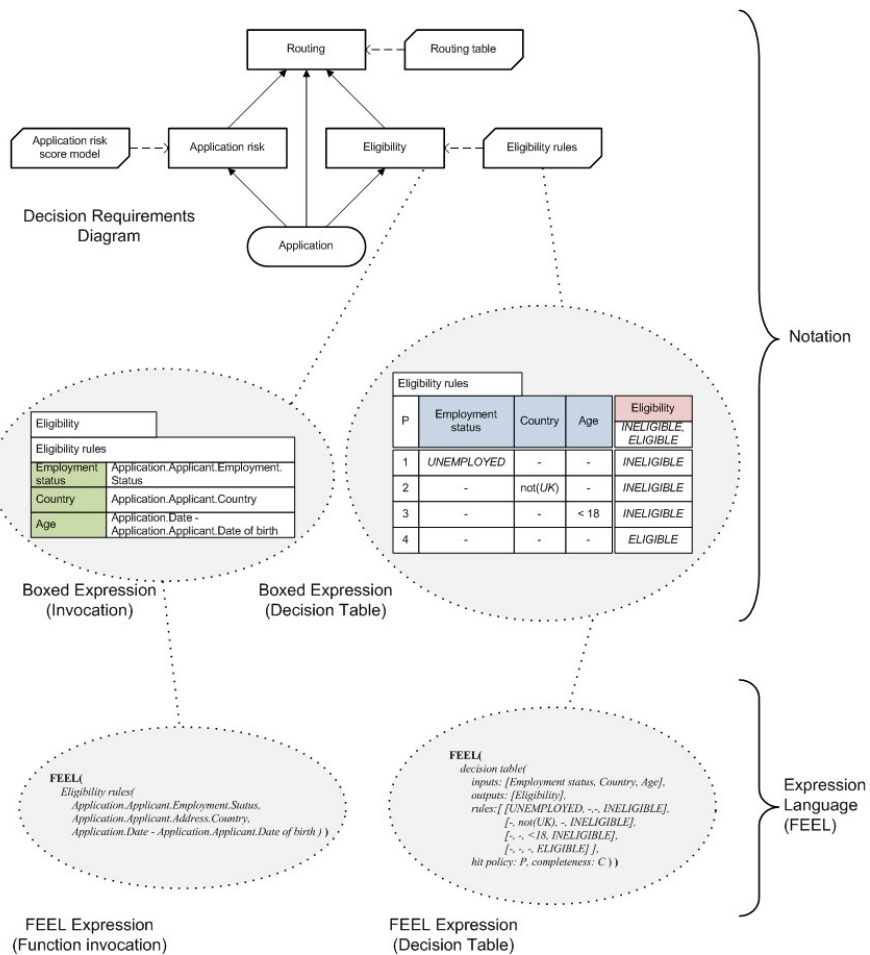 Routing
Routing table
Application risk
score model
Application risk
Eligibility
Eligibility rules
Decision Requirements
Diagram
Application
Notation
Eligibility
Eligibility rules
Employment
status
Application.Applicant.Employment.
Status
Country
Application.Applicant.Country
Age
Application.Date -
Application.Applicant.Date of birth
Boxed Expression
(Invocation)
Eligibility rules
P
Employment
status
Country
Age
Eligibility
INELIGIBLE,
ELIGIBLE
1 UNEMPLOYED - - INELIGIBLE
2 - not(UK) - INELIGIBLE
3 - - < 18 INELIGIBLE
4 - - - ELIGIBLE
Boxed Expression
(Decision Table)
FEEL(
Eligibility rules(
Application.Applicant.Employment.Status,
Application.Applicant.Address.Country,
Application.Date - Application.Applicant.Date of birth ) )
FEEL Expression
(Function invocation)
FEEL(
decision table(
inputs: [Employment status, Country, Age],
outputs: [Eligibility],
rules:[ [UNEMPLOYED, -,-, INELIGIBLE],
[-, not(UK), -, INELIGIBLE],
[-, -, <18, INELIGIBLE],
[-, -, -, ELIGIBLE] ],
hit policy: P, completeness: C ) )
FEEL Expression
(Decision Table)
Expression
Language
(FEEL)